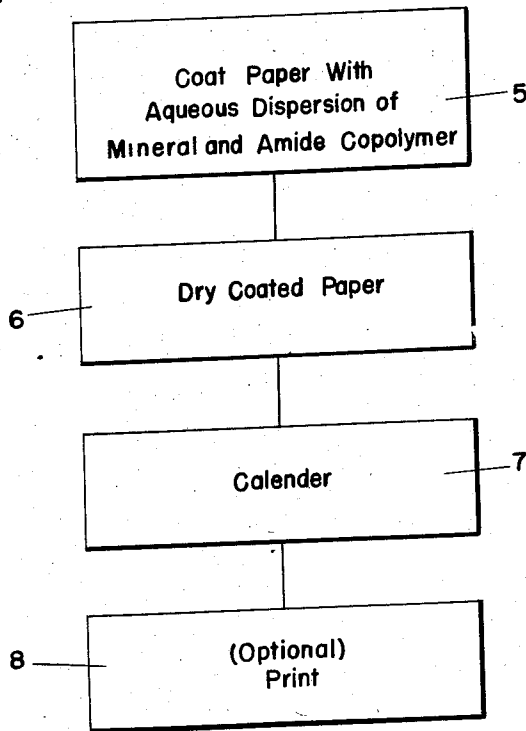 Coat Paper With
Aqueous Dispersion of
Mineral and Amide Copolymer
5
Dry Coated Paper
6
Calender
7
(Optional)
Print
8